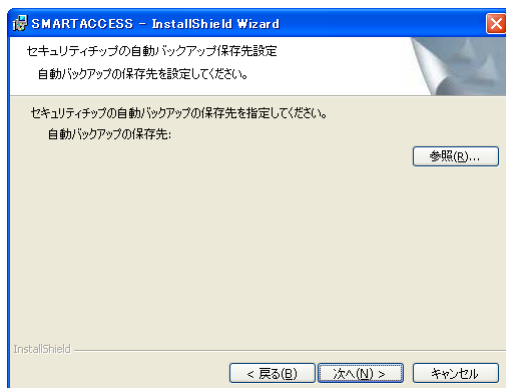 SMARTACCESS - InstallShield Wizard
セキュリティチップの自動バックアップ保存先設定
自動バックアップの保存先を設定してください。
セキュリティチップの自動バックアップの保存先を指定してください。
自動バックアップの保存先:
参照(R)...
InstallShield
< 戻る(B)
次へ(N) >
キャンセル